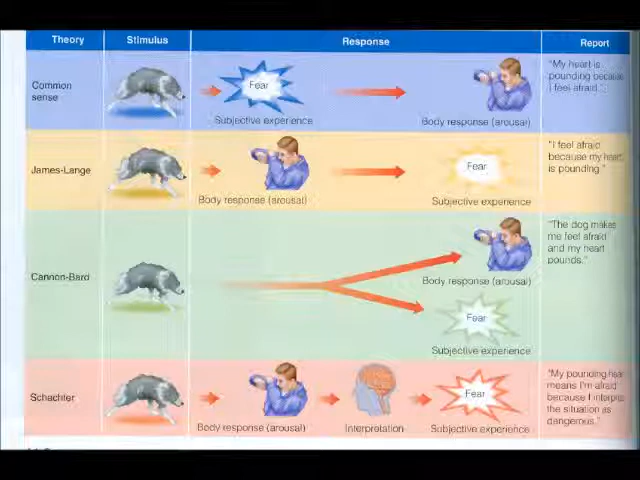 Theory
Stimulus
Response
Report
Common
sense
Fear
Subjective experience
Body response (arousal)
"My heart is
pounding because
I feel afraid."
James-Lange
Body response (arousal)
Fear
Subjective experience
"I feel afraid
because my heart
is pounding."
Cannon-Bard
Body response (arousal)
Fear
Subjective experience
"The dog makes
me feel afraid
and my heart
pounds."
Schachter
Body response (arousal)
Interpretation
Fear
Subjective experience
"My pounding
means I'm afraid
because I interpret
the situation as
dangerous."